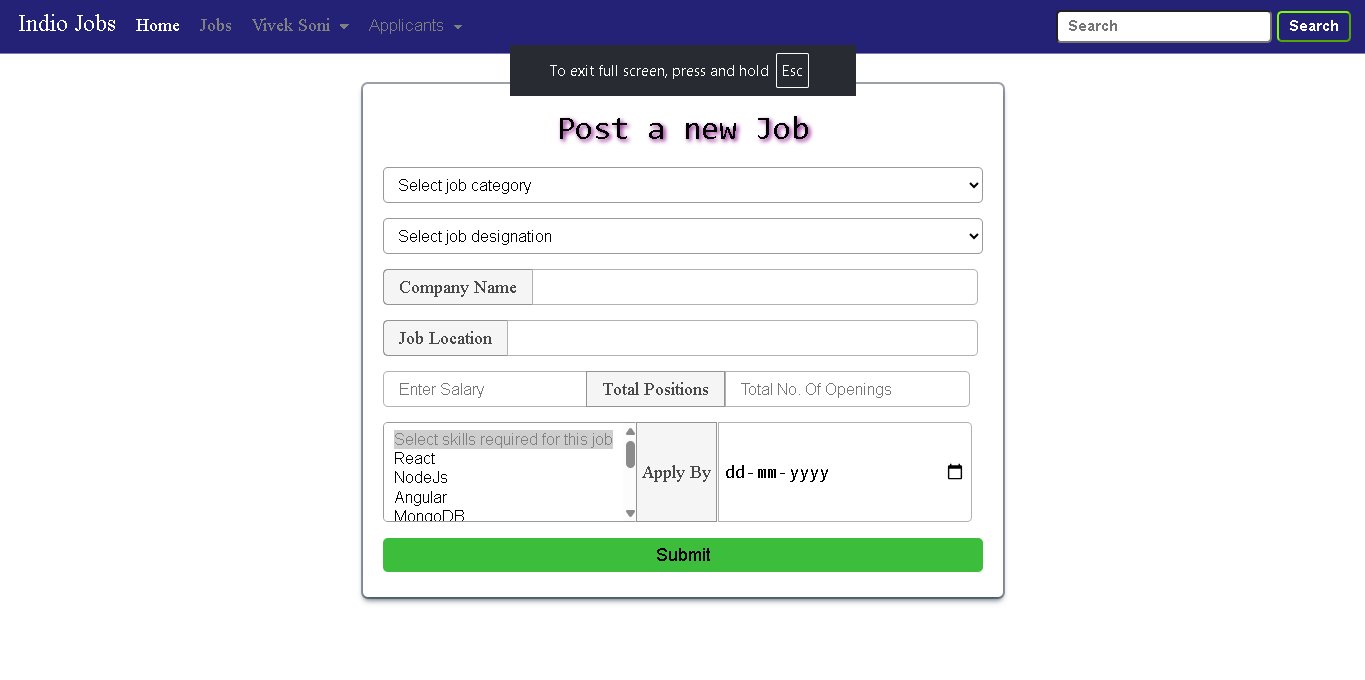 Indio Jobs Home Jobs Vivek Soni Applicants Search Search
To exit full screen, press and hold Esc
Post a new Job
Select job category
Select job designation
Company Name
Job Location
Enter Salary Total Positions Total No. Of Openings
Select skills required for this job
React
NodeJs
Angular
MongoDB
Apply By dd-mm-yyyy
Submit